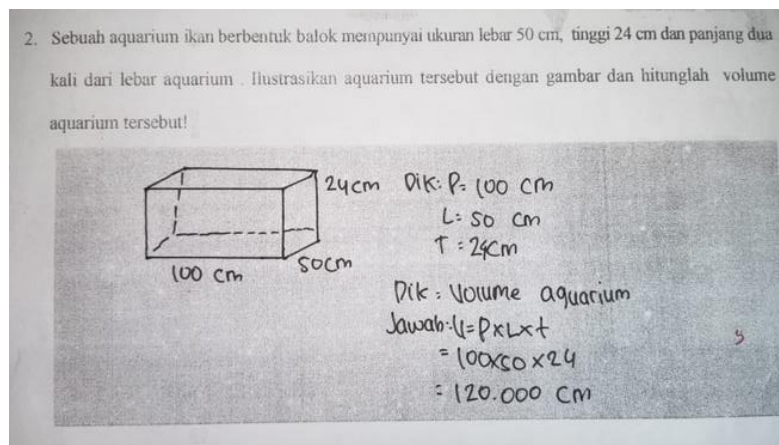 2. Sebuah aquarium ikan berbentuk balok mempunyai ukuran lebar 50 cm, tinggi 24 cm dan panjang dua
kali dari lebar aquarium . Ilustrasikan aquarium tersebut dengan gambar dan hitunglah volume
aquarium tersebut!
24cm
100 cm
50cm
Dik: P= 100 cm
L= 50 cm
T = 24cm
Dik : Volume aquarium
Jawab: V=PxLxt
= 100x50x24
= 120.000 cm